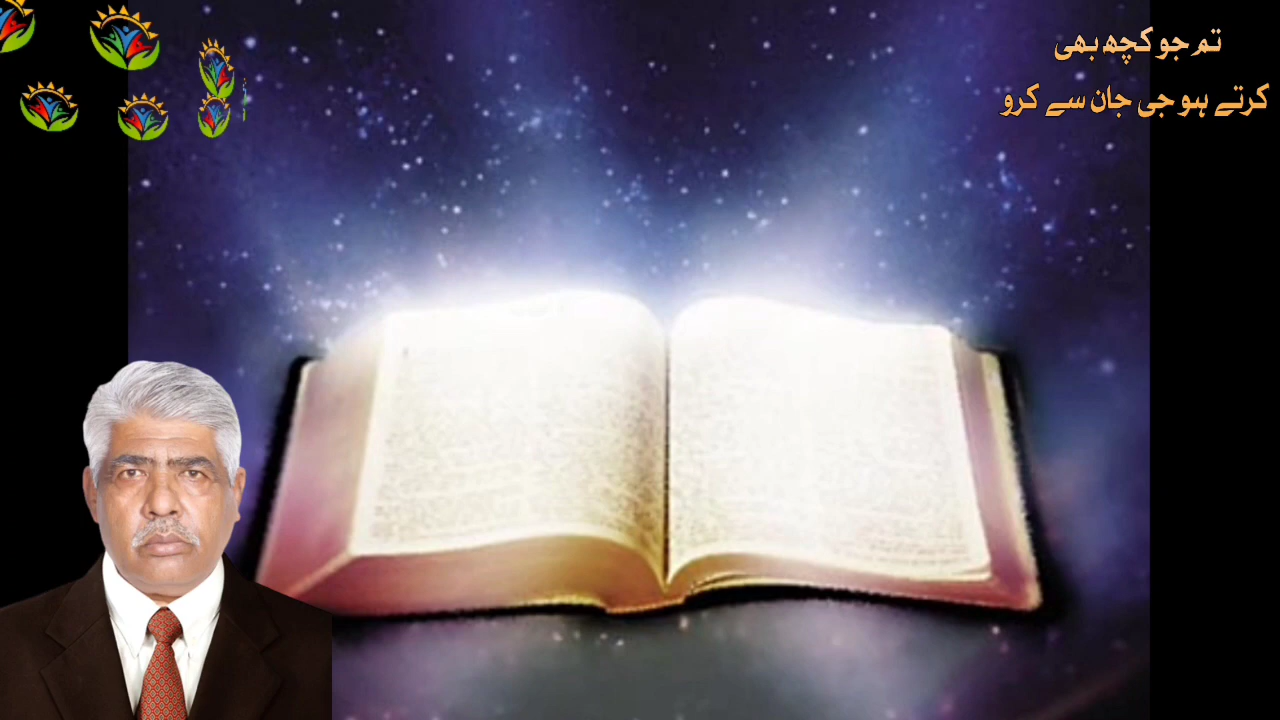 تم جو کچھ بھی
کرتے ہو جی جان سے کرو